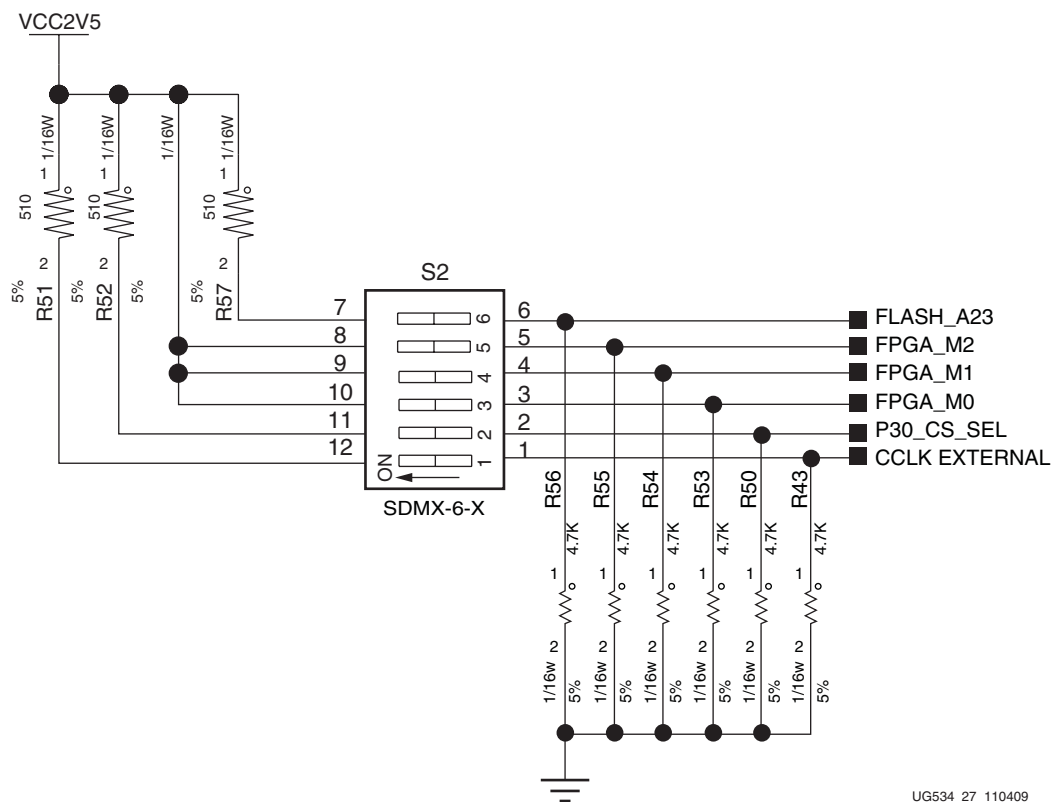 VCC2V5
1/16W
1/16W
1/16W
1/16W
1
1
1
510
510
510
2
2
2
5%
R51
5%
R52
5%
5%
R57
S2
7
8
9
10
11
12
6
5
4
3
2
1
ON
6
5
4
3
2
1
SDMX-6-X
FLASH_A23
FPGA_M2
FPGA_M1
FPGA_M0
P30_CS_SEL
CCLK EXTERNAL
R56
R55
R54
R53
R50
R43
4.7K
4.7K
4.7K
4.7K
4.7K
4.7K
1
1
1
1
1
1
2
2
2
2
2
2
1/16w
1/16w
1/16w
1/16w
1/16w
1/16w
5%
5%
5%
5%
5%
5%
UG534_27_110409